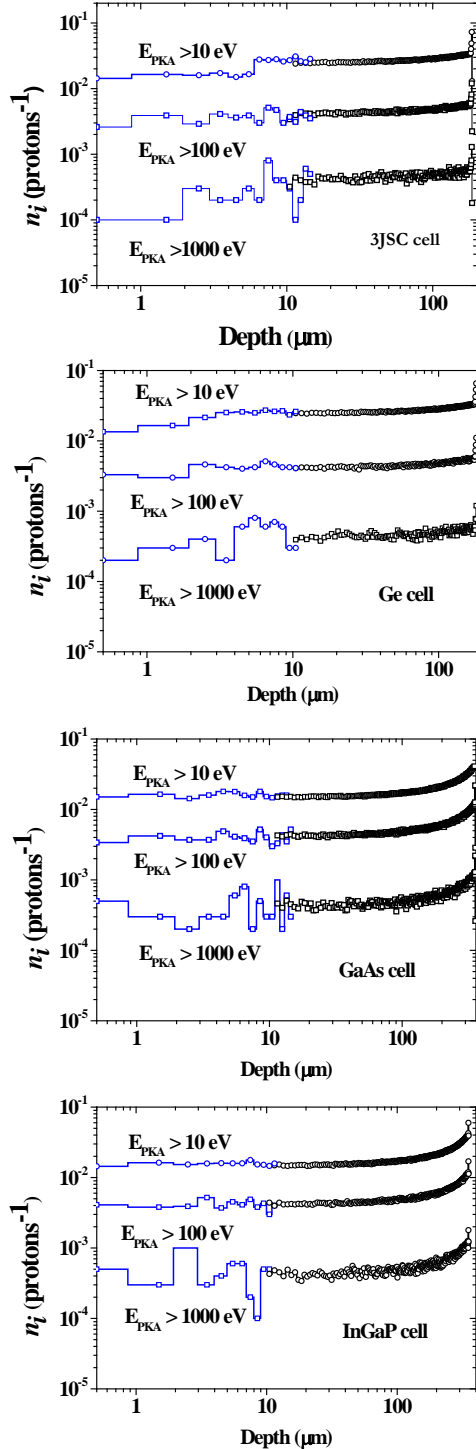 10⁻¹
E_PKA >10 eV
10⁻²
n_i (protons⁻¹)
10⁻³
E_PKA >100 eV
10⁻⁴
E_PKA >1000 eV
3JSC cell
10⁻⁵
1 10 100
Depth (μm)
10⁻¹
E_PKA > 10 eV
10⁻²
n_i (protons⁻¹)
E_PKA > 100 eV
10⁻³
10⁻⁴
E_PKA > 1000 eV
Ge cell
10⁻⁵
1 10 100
Depth (μm)
10⁻¹
E_PKA > 10 eV
10⁻²
n_i (protons⁻¹)
E_PKA > 100 eV
10⁻³
10⁻⁴
E_PKA > 1000 eV
GaAs cell
10⁻⁵
1 10 100
Depth (μm)
10⁻¹
E_PKA > 10 eV
10⁻²
n_i (protons⁻¹)
E_PKA > 100 eV
10⁻³
10⁻⁴
E_PKA > 1000 eV
InGaP cell
10⁻⁵
1 10 100
Depth (μm)